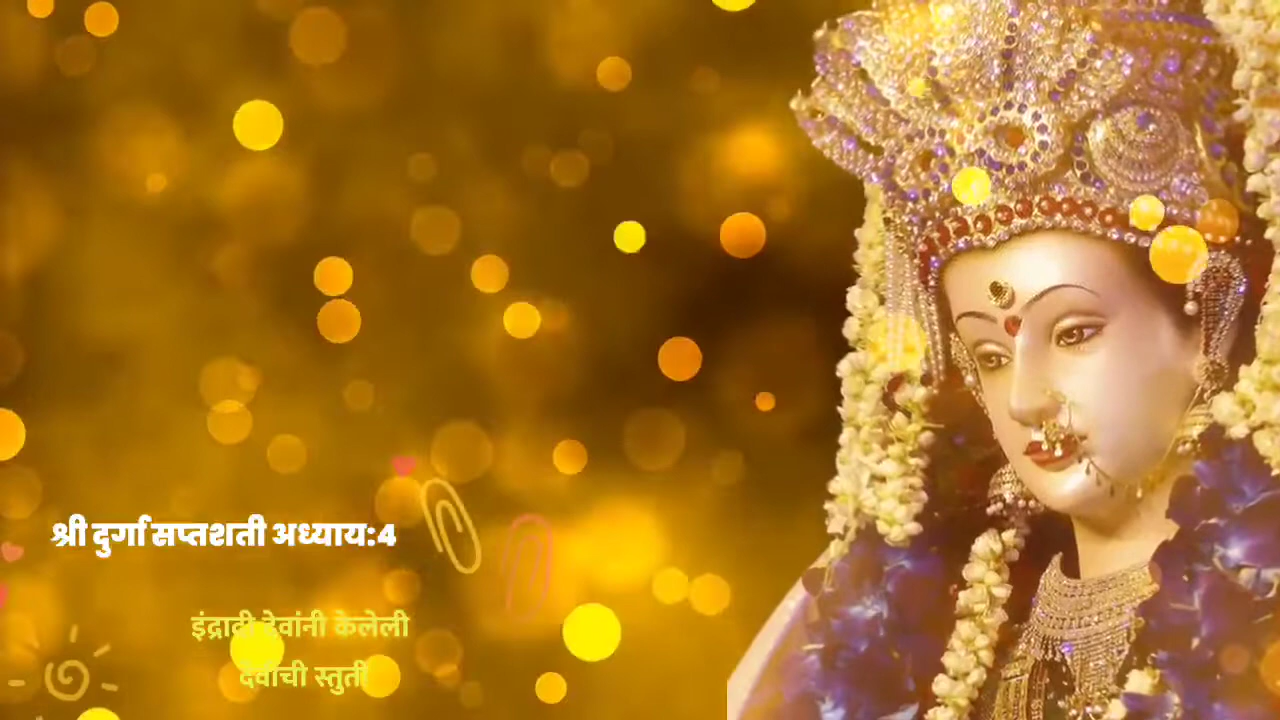 श्री दुर्गा सप्तशती अध्याय:4
इंद्रादी देवांनी केलेली
देवीची स्तुती